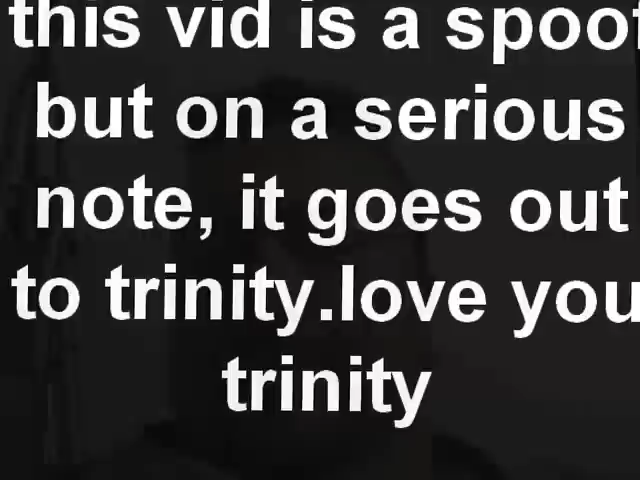 this vid is a spoof
but on a serious
note, it goes out
to trinity.love you
trinity